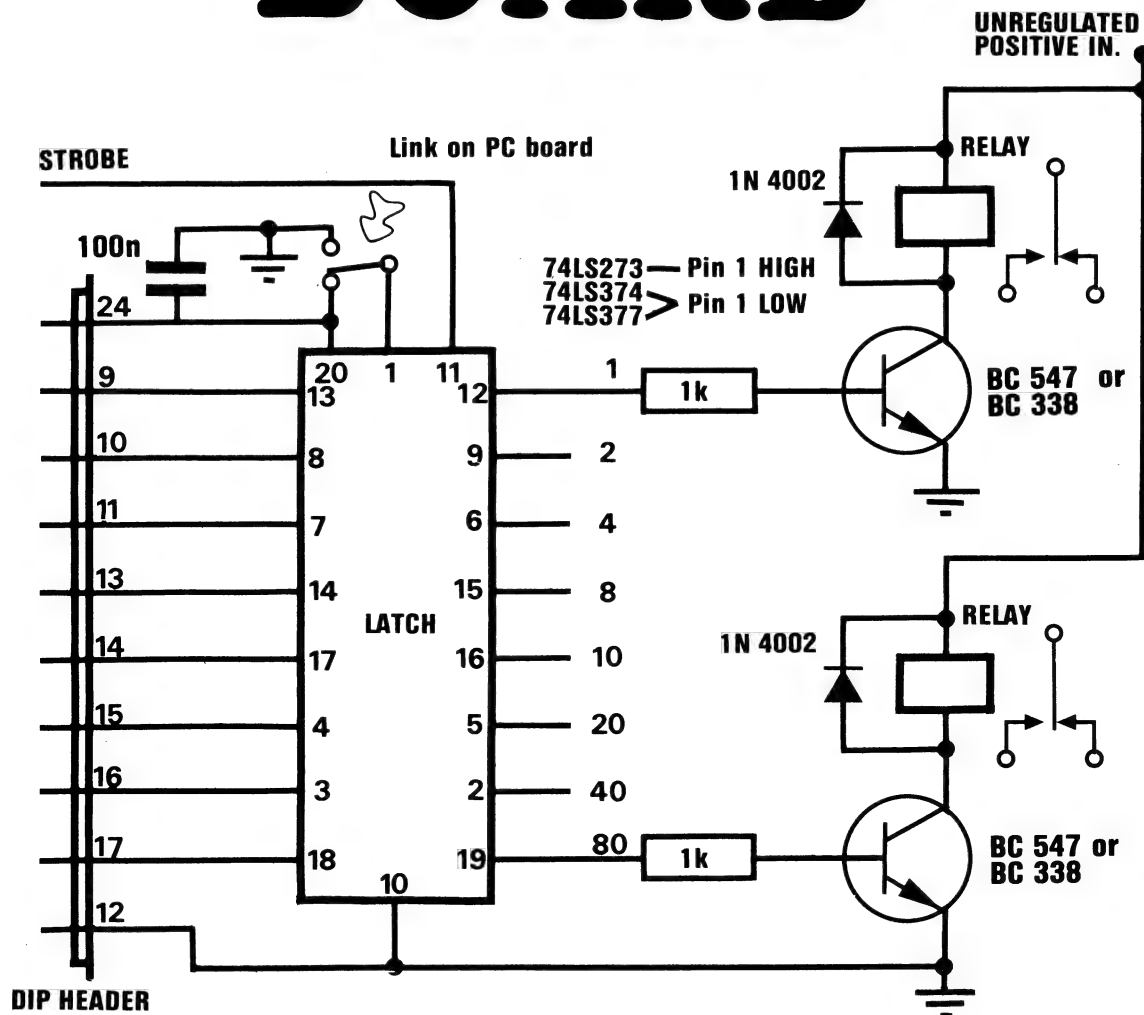 UNREGULATED
POSITIVE IN.
STROBE
Link on PC board
RELAY
1N 4002
100n
74LS273 — Pin 1 HIGH
74LS374
74LS377 > Pin 1 LOW
24
20 1 11
BC 547 or
BC 338
9 13 12 1 1k
10 8 9 2
11 7 6 4
13 14 15 8
LATCH
RELAY
1N 4002
14 17 16 10
15 4 5 20
16 3 2 40
17 18 19 80 1k
BC 547 or
BC 338
10
12
DIP HEADER